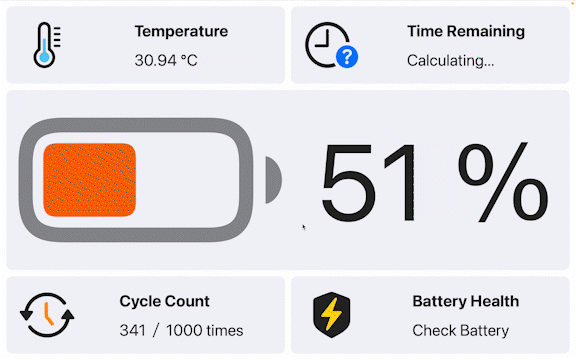 Temperature
30.94 °C
Time Remaining
Calculating...
?
51 %
Cycle Count
341 / 1000 times
Battery Health
Check Battery